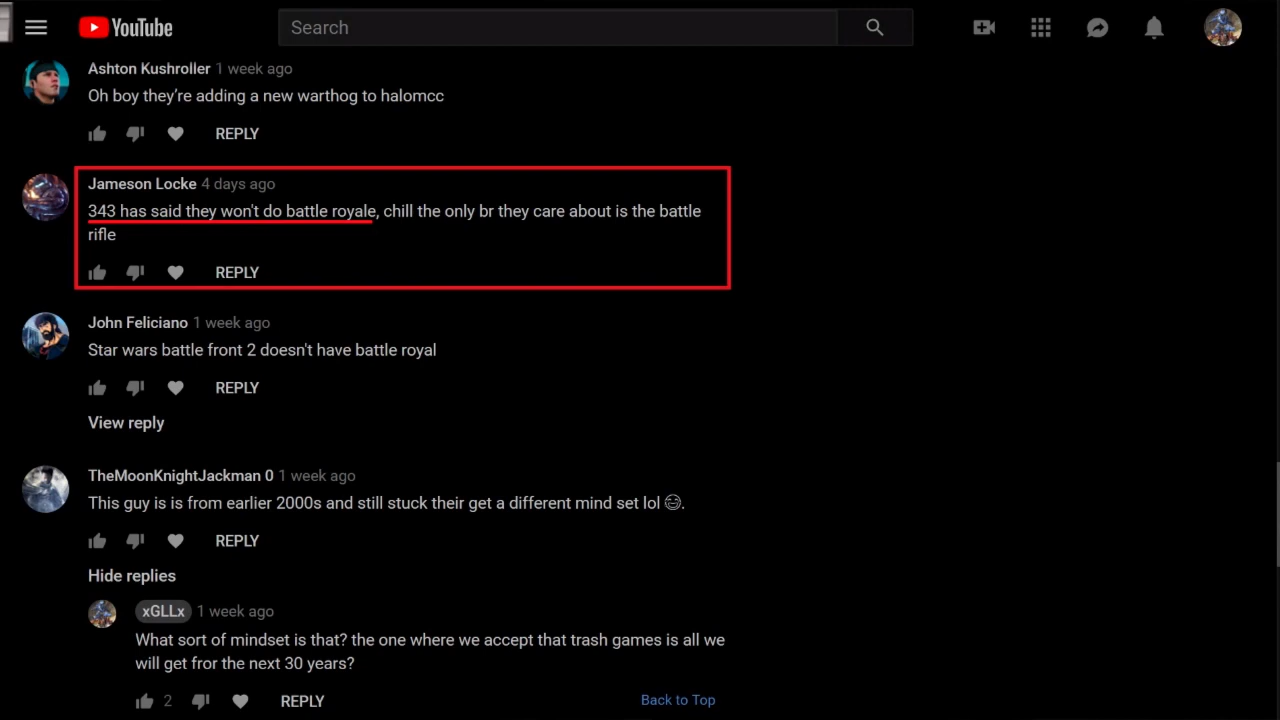 YouTube
Search
Ashton Kushroller 1 week ago
Oh boy they’re adding a new warthog to halomcc
REPLY
Jameson Locke 4 days ago
343 has said they won't do battle royale, chill the only br they care about is the battle
rifle
REPLY
John Feliciano 1 week ago
Star wars battle front 2 doesn't have battle royal
REPLY
View reply
TheMoonKnightJackman 0 1 week ago
This guy is is from earlier 2000s and still stuck their get a different mind set lol 😂.
REPLY
Hide replies
xGLLx 1 week ago
What sort of mindset is that? the one where we accept that trash games is all we
will get fror the next 30 years?
2 REPLY
Back to Top